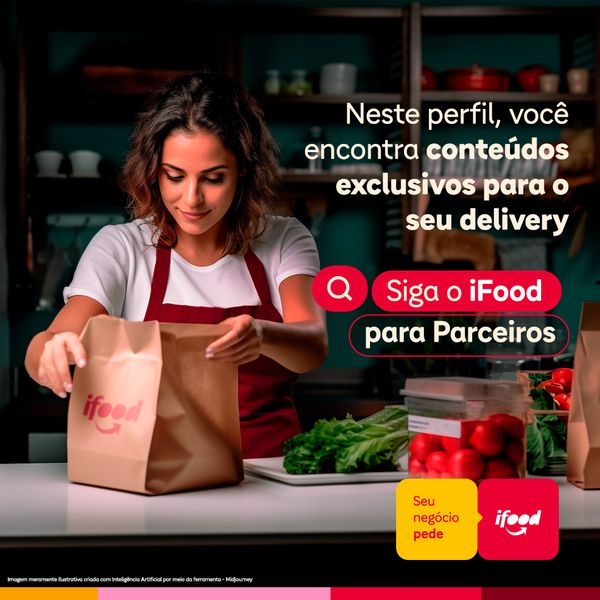 Neste perfil, você
encontra conteúdos
exclusivos para o
seu delivery
Siga o iFood
para Parceiros
ifood
Seu
negócio
pede
ifood
Imagem meramente ilustrativa criada com Inteligência Artificial por meio da ferramenta - Midjourney